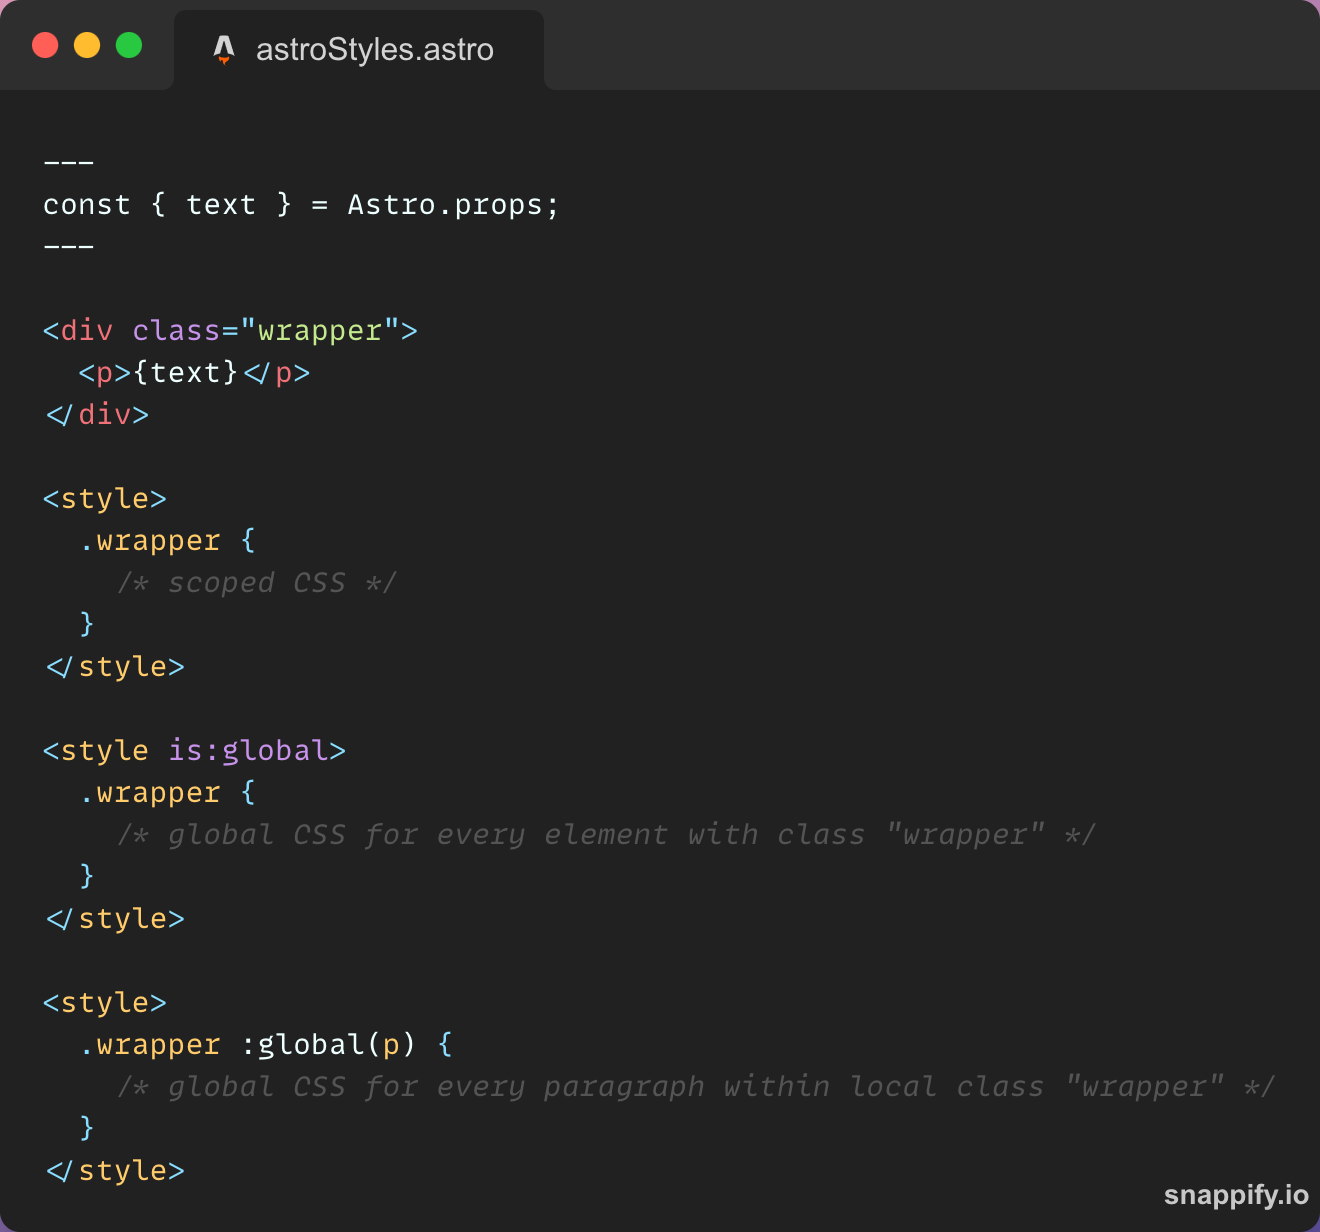 astroStyles.astro
---
const { text } = Astro.props;
---
<div class="wrapper">
  <p>{text}</p>
</div>
<style>
  .wrapper {
    /* scoped CSS */
  }
</style>
<style is:global>
  .wrapper {
    /* global CSS for every element with class "wrapper" */
  }
</style>
<style>
  .wrapper :global(p) {
    /* global CSS for every paragraph within local class "wrapper" */
  }
</style>
snappify.io